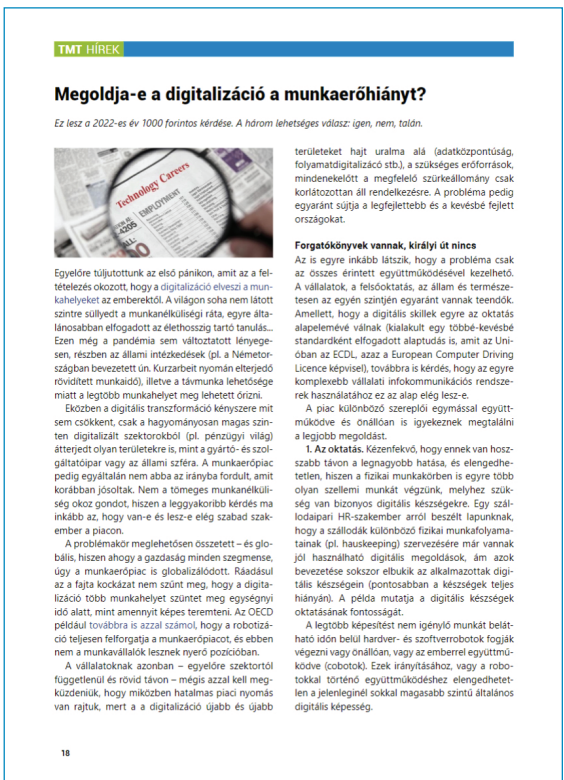 TMT HÍREK
Megoldja-e a digitalizáció a munkaerőhiányt?
Ez lesz a 2022-es év 1000 forintos kérdése. A három lehetséges válasz: igen, nem, talán.
Technology Careers
EMPLOYMENT
4205
Egyelőre túljutottunk az első pánikon, amit az a fel-
tételezés okozott, hogy a digitalizáció elveszi a mun-
kahelyeket az emberektől. A világon soha nem látott
szintre süllyedt a munkanélküliségi ráta, egyre álta-
lánosabban elfogadott az élethosszig tartó tanulás...
Ezen még a pandémia sem változtatott lényege-
sen, részben az állami intézkedések (pl. a Németor-
szágban bevezetett ún. Kurzarbeit nyomán elterjedő
rövidített munkaidő), illetve a távmunka lehetősége
miatt a legtöbb munkahelyet meg lehetett őrizni.
Eközben a digitális transzformáció kényszere mit
sem csökkent, csak a hagyományosan magas szin-
ten digitalizált szektorokból (pl. pénzügyi világ)
átterjedt olyan területekre is, mint a gyártó- és szol-
gáltatóipar vagy az állami szféra. A munkaerőpiac
pedig egyáltalán nem abba az irányba fordult, amit
korábban jósoltak. Nem a tömeges munkanélküli-
ség okoz gondot, hiszen a leggyakoribb kérdés ma
inkább az, hogy van-e és lesz-e elég szabad szak-
ember a piacon.
A problémakör meglehetősen összetett – és glo-
bális, hiszen ahogy a gazdaság minden szegmense,
úgy a munkaerőpiac is globalizálódott. Ráadásul
az a fajta kockázat nem szűnt meg, hogy a digita-
lizáció több munkahelyet szüntet meg egységnyi
idő alatt, mint amennyit képes teremteni. Az OECD
például továbbra is azzal számol, hogy a robotizá-
ció teljesen felforgatja a munkaerőpiacot, és ebben
nem a munkavállalók lesznek nyerő pozícióban.
A vállalatoknak azonban – egyelőre szektortól
függetlenül és rövid távon – mégis azzal kell meg-
küzdeniük, hogy miközben hatalmas piaci nyomás
van rajtuk, mert a a digitalizáció újabb és újabb
területeket hajt uralma alá (adatközpontúság,
folyamatdigitalizácó stb.), a szükséges erőforrások,
mindenekelőtt a megfelelő szürkeállomány csak
korlátozottan áll rendelkezésre. A probléma pedig
egyaránt sújtja a legfejlettebb és a kevésbé fejlett
országokat.
Forgatókönyvek vannak, királyi út nincs
Az is egyre inkább látszik, hogy a probléma csak
az összes érintett együttműködésével kezelhető.
A vállalatok, a felsőoktatás, az állam és természe-
tesen az egyén szintjén egyaránt vannak teendők.
Amellett, hogy a digitális skillek egyre az oktatás
alapelemévé válnak (kialakult egy többé-kevésbé
standardként elfogadott alaptudás is, amit az Uni-
óban az ECDL, azaz a European Computer Driving
Licence képvisel), továbbra is kérdés, hogy az egyre
komplexebb vállalati infokommunikációs rendsze-
rek használatához ez az alap elég lesz-e.
A piac különböző szereplői egymással együtt-
működve és önállóan is igyekeznek megtalálni
a legjobb megoldást.
1. Az oktatás. Kézenfekvő, hogy ennek van hosz-
szabb távon a legnagyobb hatása, és elengedhe-
tetlen, hiszen a fizikai munkakörben is egyre több
olyan szellemi munkát végzünk, melyhez szük-
ség van bizonyos digitális készségekre. Egy szál-
lodaipari HR-szakember arról beszélt lapunknak,
hogy a szállodák különböző fizikai munkafolyama-
tainak (pl. hauskeeping) szervezésére már vannak
jól használható digitális megoldások, ám azok
bevezetése sokszor elbukik az alkalmazottak digi-
tális készségein (pontosabban a készségek teljes
hiányán). A példa mutatja a digitális készségek
oktatásának fontosságát.
A legtöbb képesítést nem igénylő munkát belát-
ható időn belül hardver- és szoftverrobotok fogják
végezni vagy önállóan, vagy az emberrel együttmű-
ködve (cobotok). Ezek irányításához, vagy a robo-
tokkal történő együttműködéshez elengedhetet-
len a jelenleginél sokkal magasabb szintű általános
digitális képesség.
18